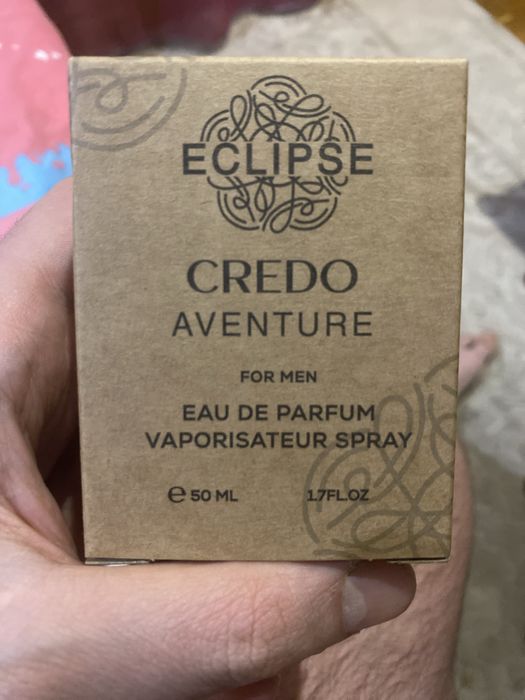 ECLIPSE
CREDO
AVENTURE
FOR MEN
EAU DE PARFUM
VAPORISATEUR SPRAY
℮ 50 ML 1.7FL.OZ